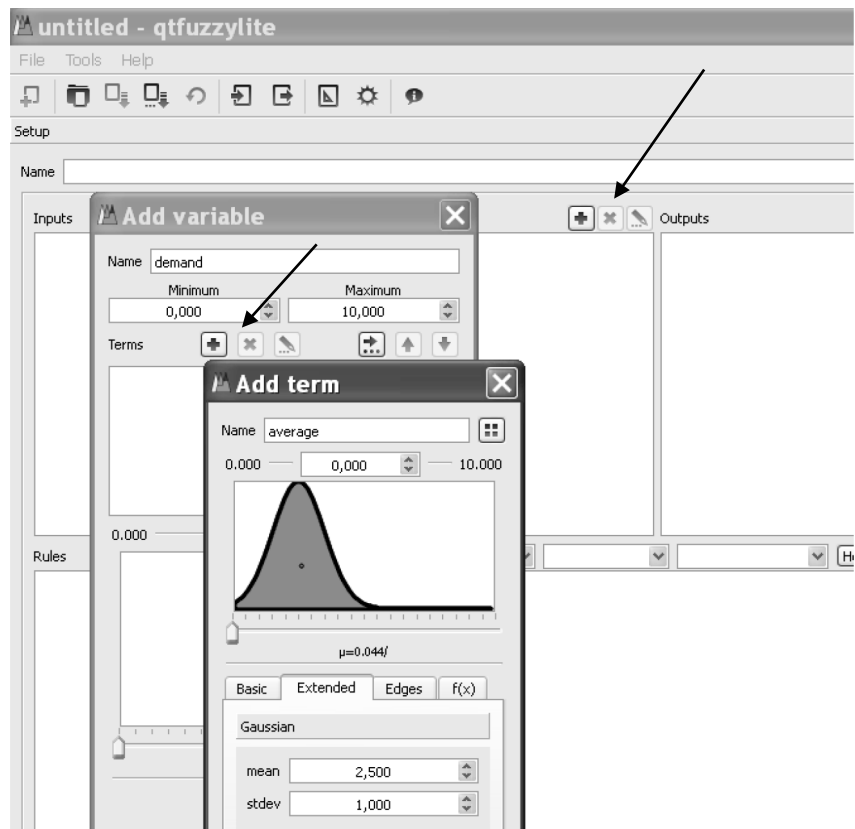 untitled - qtfuzzylite
File Tools Help
Setup
Name
Inputs
Outputs
Add variable
Name demand
Minimum Maximum
0,000 10,000
Terms
Add term
Name average
0.000 0,000 10.000
0.000
μ=0.044/
Rules
Basic Extended Edges f(x)
Gaussian
mean 2,500
stdev 1,000